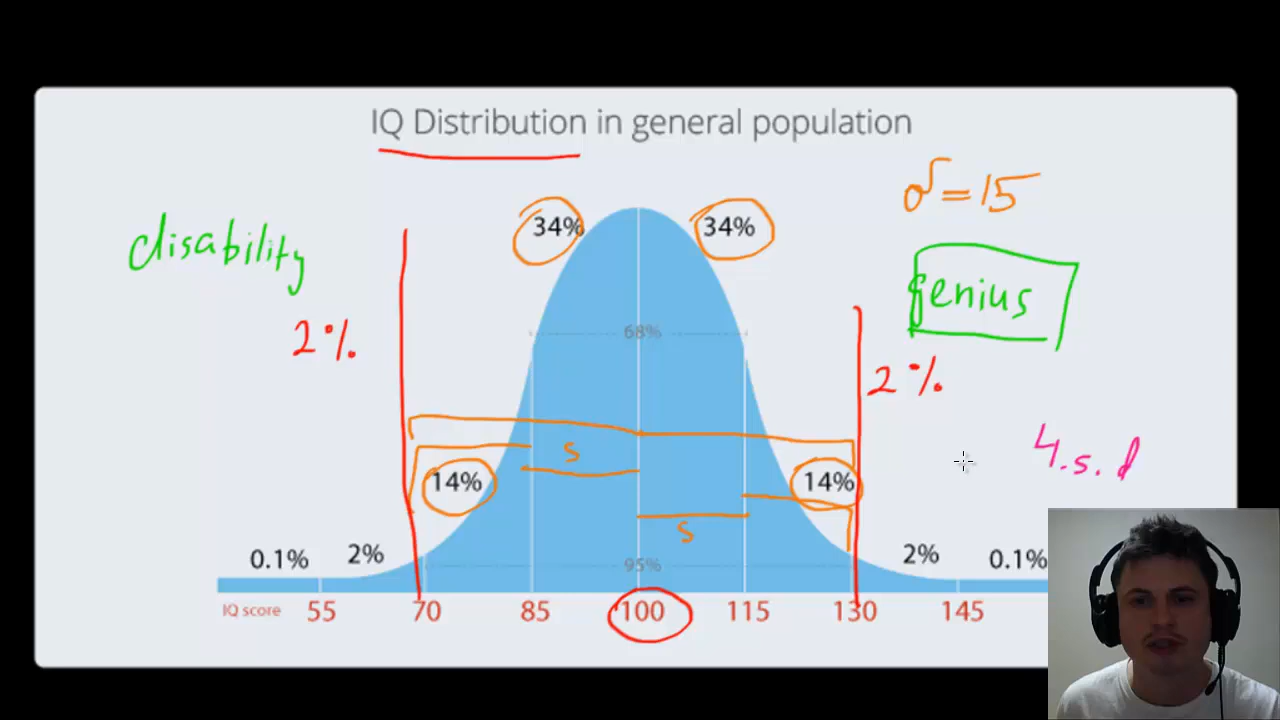 IQ Distribution in general population
σ = 15
disability
34%
34%
genius
2%
68%
2%
s
4.s.d
14%
14%
s
0.1%
2%
95%
2%
0.1%
IQ score 55 70 85 100 115 130 145